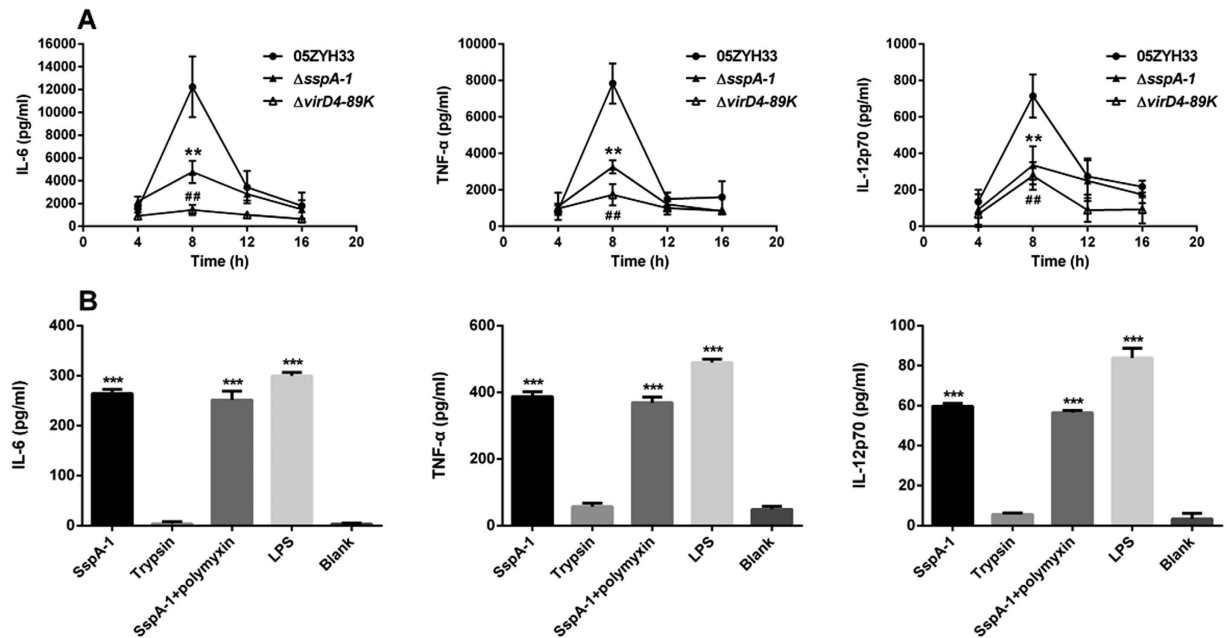 A
IL-6 (pg/ml)
16000
14000
12000
10000
8000
6000
4000
2000
0
0 4 8 12 16 20
Time (h)
05ZYH33
ΔsspA-1
ΔvirD4-89K
**
##
TNF-α (pg/ml)
10000
8000
6000
4000
2000
0
0 4 8 12 16 20
Time (h)
05ZYH33
ΔsspA-1
ΔvirD4-89K
**
##
IL-12p70 (pg/ml)
1000
800
600
400
200
0
0 4 8 12 16 20
Time (h)
05ZYH33
ΔsspA-1
ΔvirD4-89K
**
##
B
IL-6 (pg/ml)
400
300
200
100
0
***
***
***
SspA-1
Trypsin
SspA-1+polymyxin
LPS
Blank
TNF-α (pg/ml)
600
400
200
0
***
***
***
SspA-1
Trypsin
SspA-1+polymyxin
LPS
Blank
IL-12p70 (pg/ml)
100
80
60
40
20
0
***
***
***
SspA-1
Trypsin
SspA-1+polymyxin
LPS
Blank